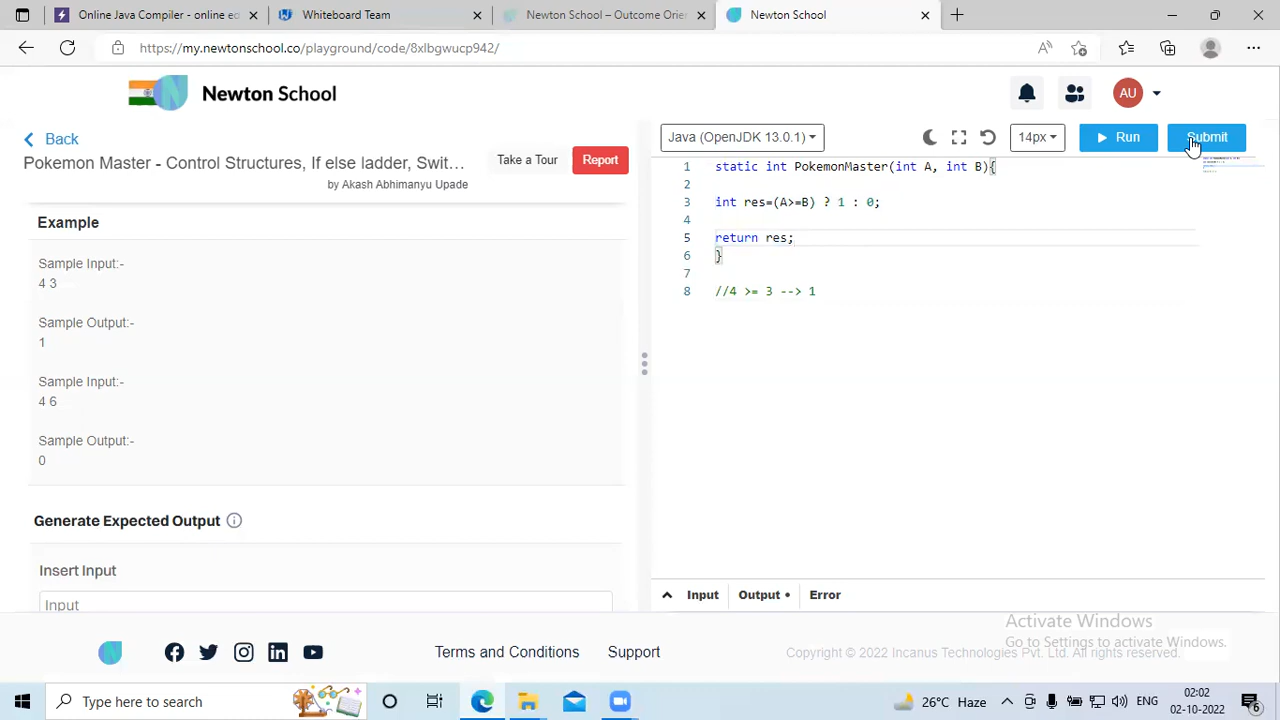 Java Compiler - Online ed
Webhard Team
Newton School – Outcome Orien
Newton School
https://my.newtonschool.co/playground/code/8xlbgwucp942/
Newton School
AU
Back
Pokemon Master - Control Structures, If else ladder, Swit...
Take a Tour
Report
by Akash Abhimanyu Upade
Java (OpenJDK 13.0.1)
14px
Run
Submit
Example
Sample Input:-
4 3
Sample Output:-
1
Sample Input:-
4 6
Sample Output:-
0
Generate Expected Output
Insert Input
Input
1 static int PokemonMaster(int A, int B){
2
3 int res=(A>=B) ? 1 : 0;
4
5 return res;
6 }
7
8 //4 >= 3 --> 1
Input
Output
Error
Activate Windows
Go to Settings to activate Windows.
Terms and Conditions
Support
Copyright © 2022 Incanus Technologies Pvt. Ltd. All rights reserved.
Type here to search
26°C Haze
ENG
02:02
02-10-2022
6